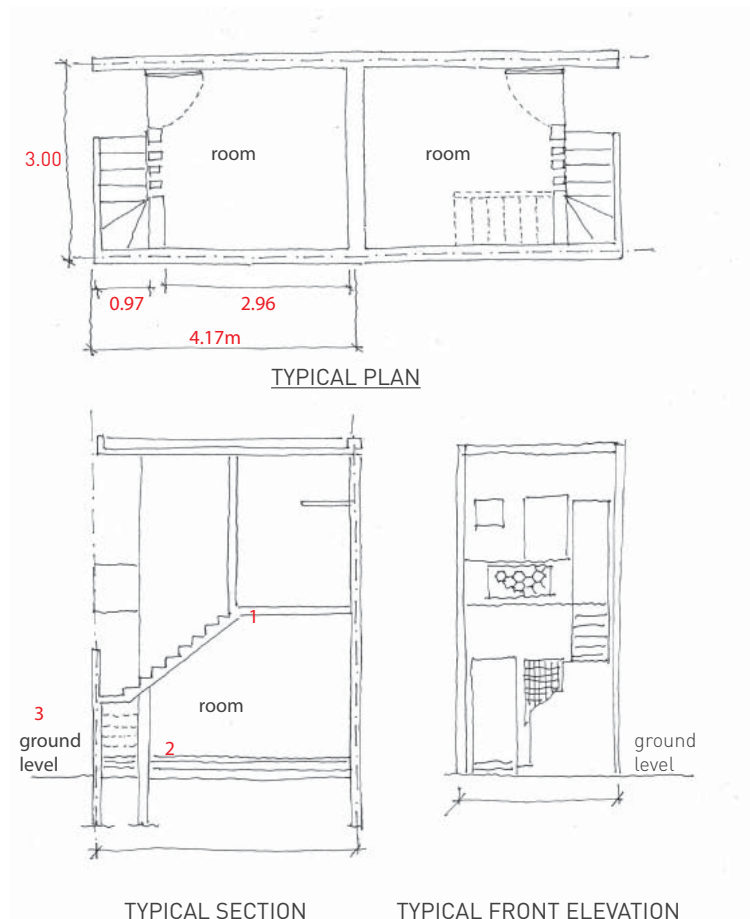 room
room
3.00
0.97
2.96
4.17m
TYPICAL PLAN
1
room
3
2
ground
level
ground
level
TYPICAL SECTION
TYPICAL FRONT ELEVATION